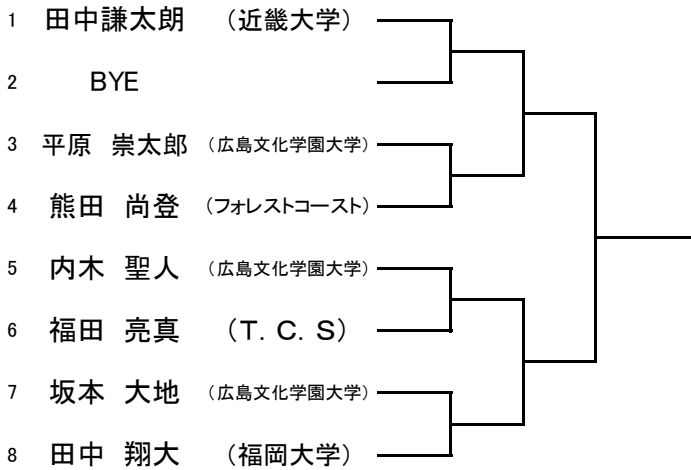 1 田中謙太朗 （近畿大学）
2 BYE
3 平原 崇太郎 （広島文化学園大学）
4 熊田 尚登 （フォレストコースト）
5 内木 聖人 （広島文化学園大学）
6 福田 亮真 （T. C. S）
7 坂本 大地 （広島文化学園大学）
8 田中 翔大 （福岡大学）